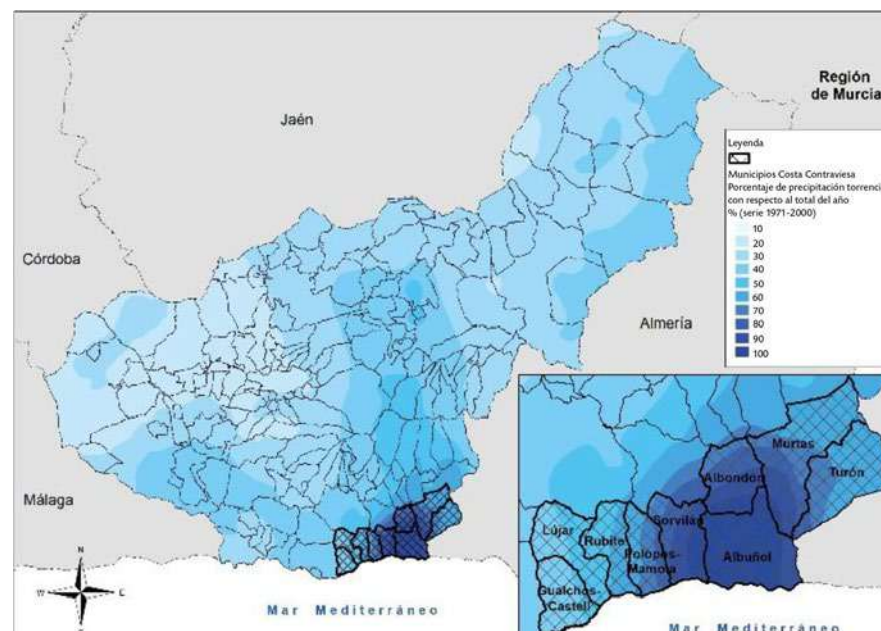 Región
de Murcia
Jaén
Leyenda
Municipios Costa Contraviesa
Porcentaje de precipitación torrenci
con respecto al total del año
% (serie 1971-2000)
10
20
30
40
50
60
70
80
90
100
Córdoba
Almería
Málaga
N
W
E
Mar Mediterráneo
Murtas
Turón
Albondón
Lújar
Rubite
Sorvilán
Polopos-
Mamola
Albuñol
Gualchos-
Castell
Mar Mediterráneo